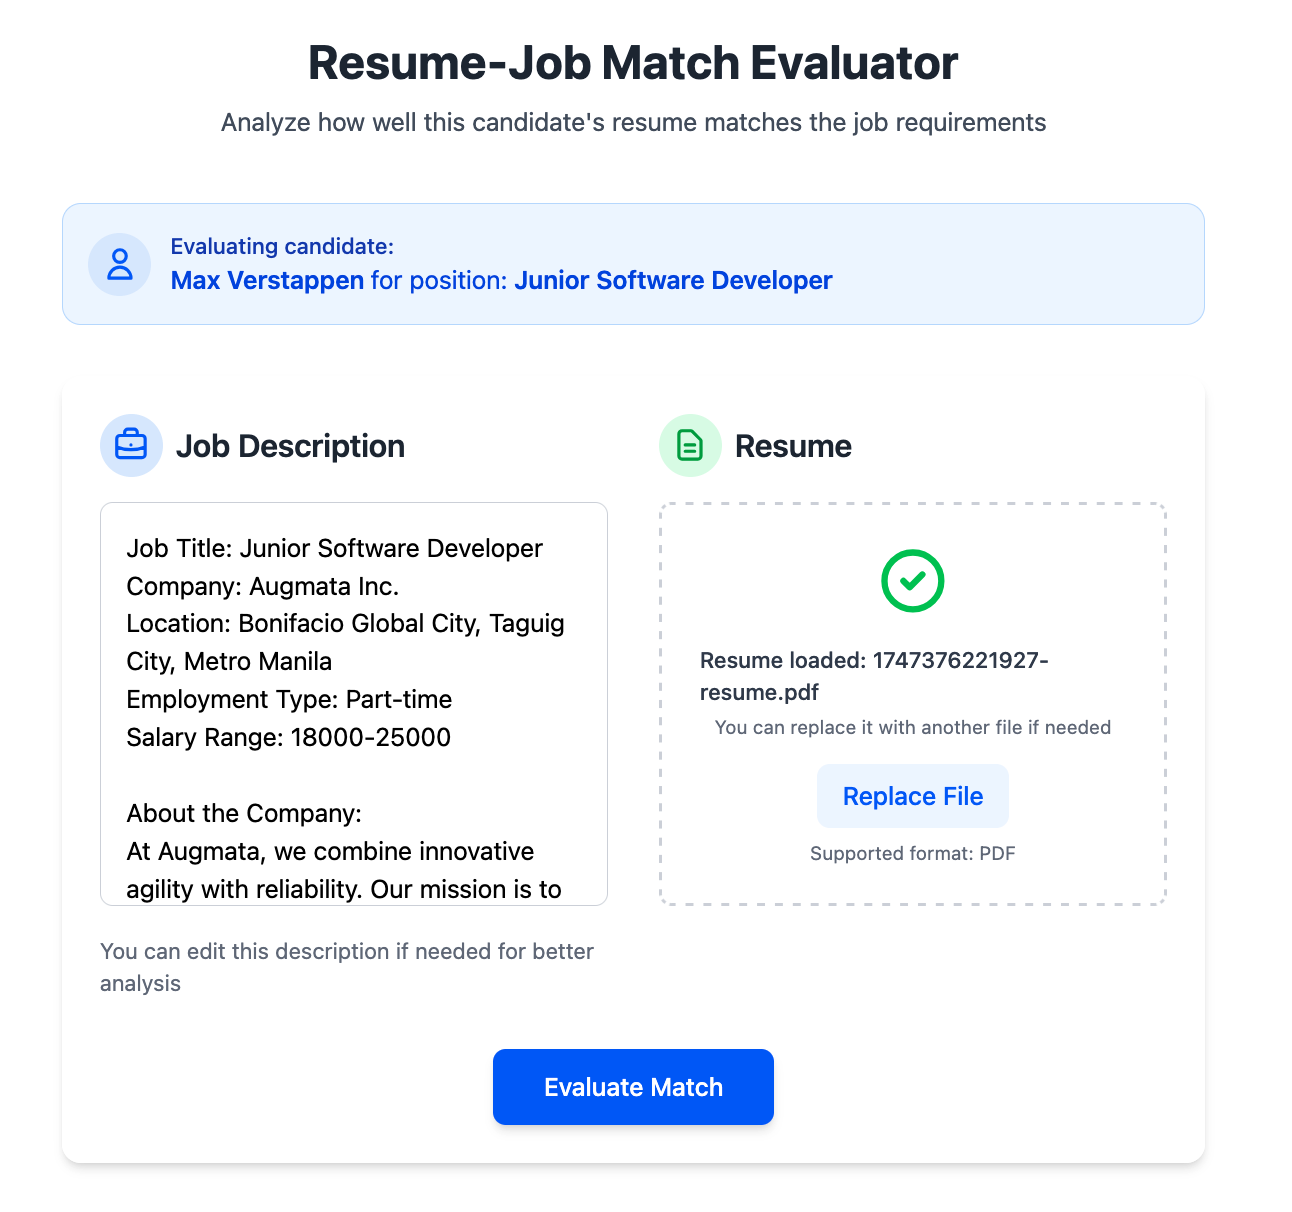 Resume-Job Match Evaluator
Analyze how well this candidate's resume matches the job requirements
Evaluating candidate:
Max Verstappen for position: Junior Software Developer
Job Description
Job Title: Junior Software Developer
Company: Augmata Inc.
Location: Bonifacio Global City, Taguig
City, Metro Manila
Employment Type: Part-time
Salary Range: 18000-25000
About the Company:
At Augmata, we combine innovative
agility with reliability. Our mission is to
You can edit this description if needed for better
analysis
Resume
Resume loaded: 1747376221927-
resume.pdf
You can replace it with another file if needed
Replace File
Supported format: PDF
Evaluate Match